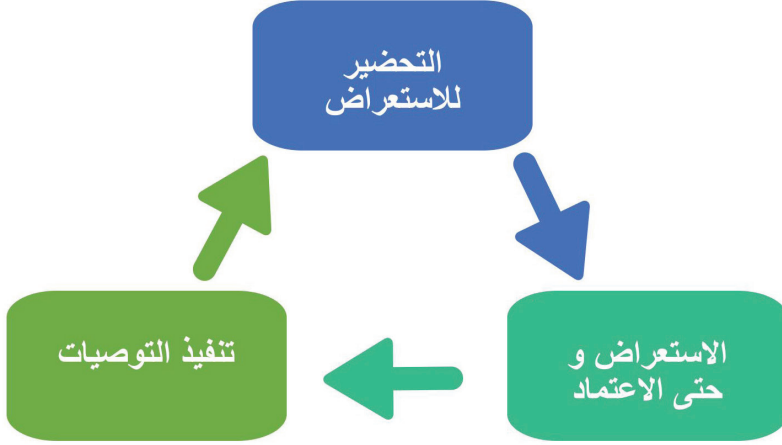 التحضير
للاستعراض
الاستعراض و
حتى الاعتماد
تنفيذ التوصيات